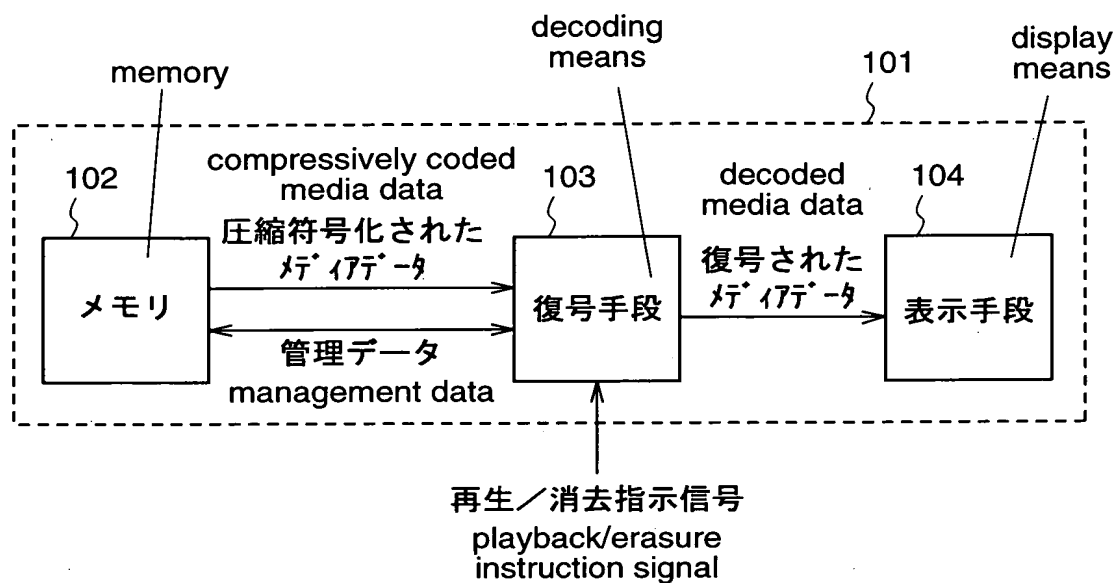 memory
decoding
means
display
means
101
102
compressively coded
media data
圧縮符号化された
ﾒﾃﾞｨｱﾃﾞｰﾀ
103
decoded
media data
復号された
ﾒﾃﾞｨｱﾃﾞｰﾀ
104
メモリ
復号手段
表示手段
管理データ
management data
再生／消去指示信号
playback/erasure
instruction signal